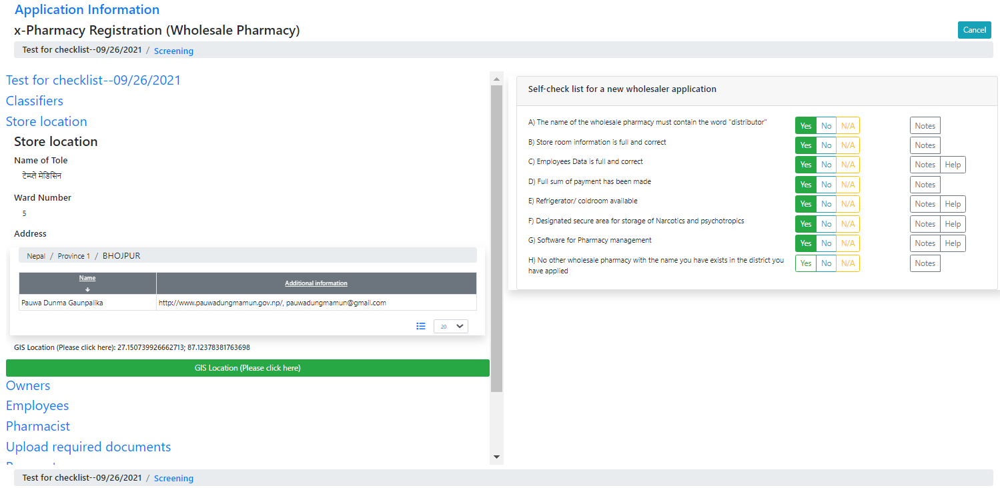 Application Information
x-Pharmacy Registration (Wholesale Pharmacy)
Cancel
Test for checklist--09/26/2021 / Screening
Test for checklist--09/26/2021
Classifiers
Store location
Store location
Name of Tole
टेम्प्ले मेडिसिन
Ward Number
5
Address
Nepal / Province 1 / BHOJPUR
Name
Additional information
Pauwa Dunma Gaunpalika
http://www.pauwadungmamun.gov.np/, pauwadungmamun@gmail.com
20
GIS Location (Please click here): 27.150739926662713; 87.12378381763698
GIS Location (Please click here)
Owners
Employees
Pharmacist
Upload required documents
Self-check list for a new wholesaler application
A) The name of the wholesale pharmacy must contain the word "distributor"
Yes No N/A Notes
B) Store room information is full and correct
Yes No N/A Notes
C) Employees Data is full and correct
Yes No N/A Notes Help
D) Full sum of payment has been made
Yes No N/A Notes
E) Refrigerator/ coldroom available
Yes No N/A Notes Help
F) Designated secure area for storage of Narcotics and psychotropics
Yes No N/A Notes Help
G) Software for Pharmacy management
Yes No N/A Notes Help
H) No other wholesale pharmacy with the name you have exists in the district you
have applied
Yes No N/A Notes
Test for checklist--09/26/2021 / Screening